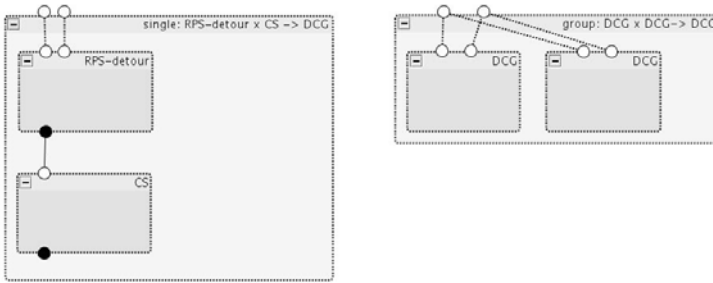 single: RPS-detour x CS -> DCG
RPS-detour
CS
group: DCG x DCG-> DCG
DCG
DCG